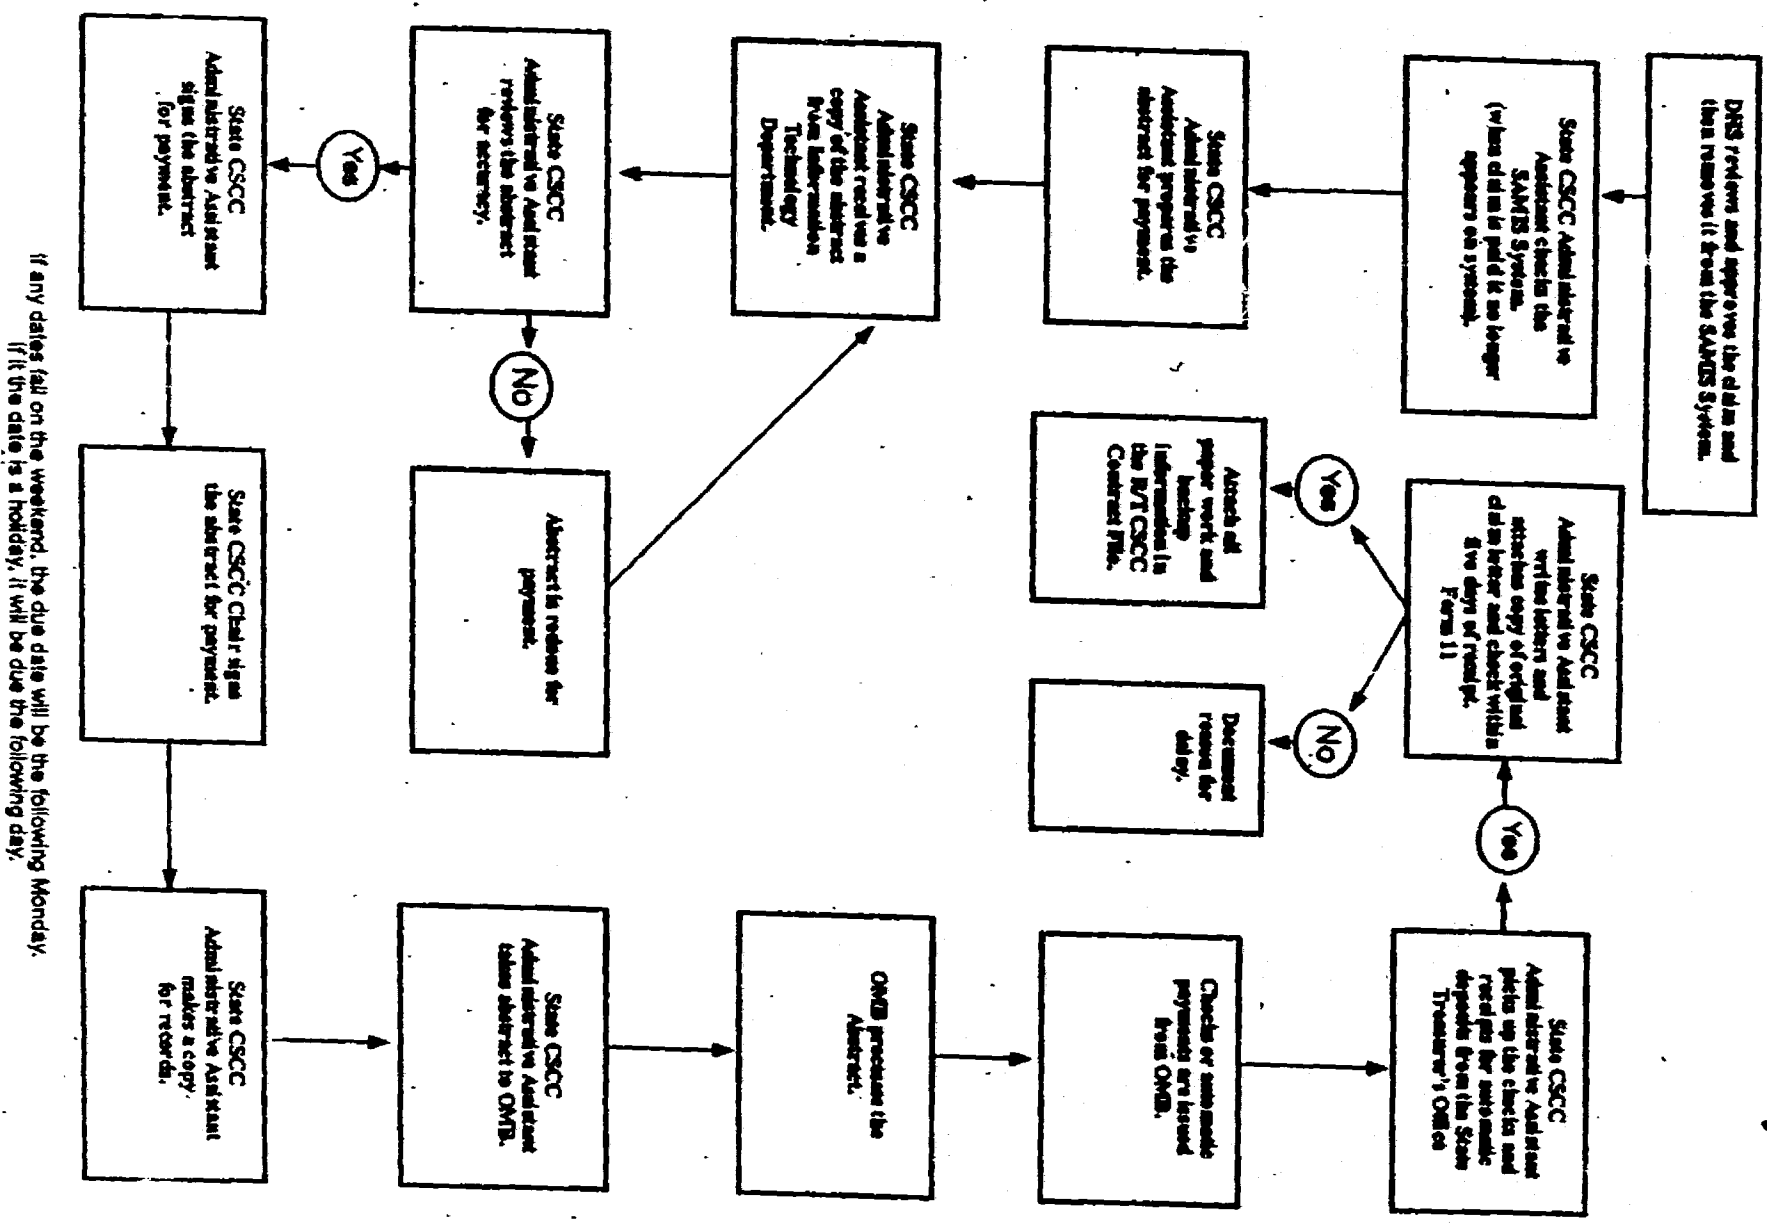 DHS reviews and approves the claim and
then removes it from the SAMIS System.
State CSCC Administrative
Assistant checks the
SAMIS System.
(when claim is paid it no longer
appears on system).
State CSCC
Administrative
Assistant prepares the
abstract for payment.
State CSCC
Administrative
Assistant receives a
copy of the abstract
from Information
Technology
Department.
State CSCC
Administrative Assistant
reviews the abstract
for accuracy.
Yes
State CSCC
Administrative Assistant
signs the abstract
for payment.
No
Abstract is redone for
payment.
State CSCC Chair signs
the abstract for payment.
State CSCC
Administrative Assistant
makes a copy
for records.
State CSCC
Administrative Assistant
takes abstract to OMB.
OMB processes the
Abstract.
Checks or automatic
payments are issued
from OMB.
State CSCC
Administrative Assistant
picks up the checks and
receipts for automatic
deposits from the State
Treasurer's Office
Yes
State CSCC
Administrative Assistant
writes letters and
attaches copy of original
claim letter and check within
five days of receipt.
Form 11
Yes
Attach all
paper work and
backup
information in
the R/T CSCC
Contract File.
No
Document
reason for
delay.
If any dates fall on the weekend, the due date will be the following Monday.
If it the date is a holiday, it will be due the following day.